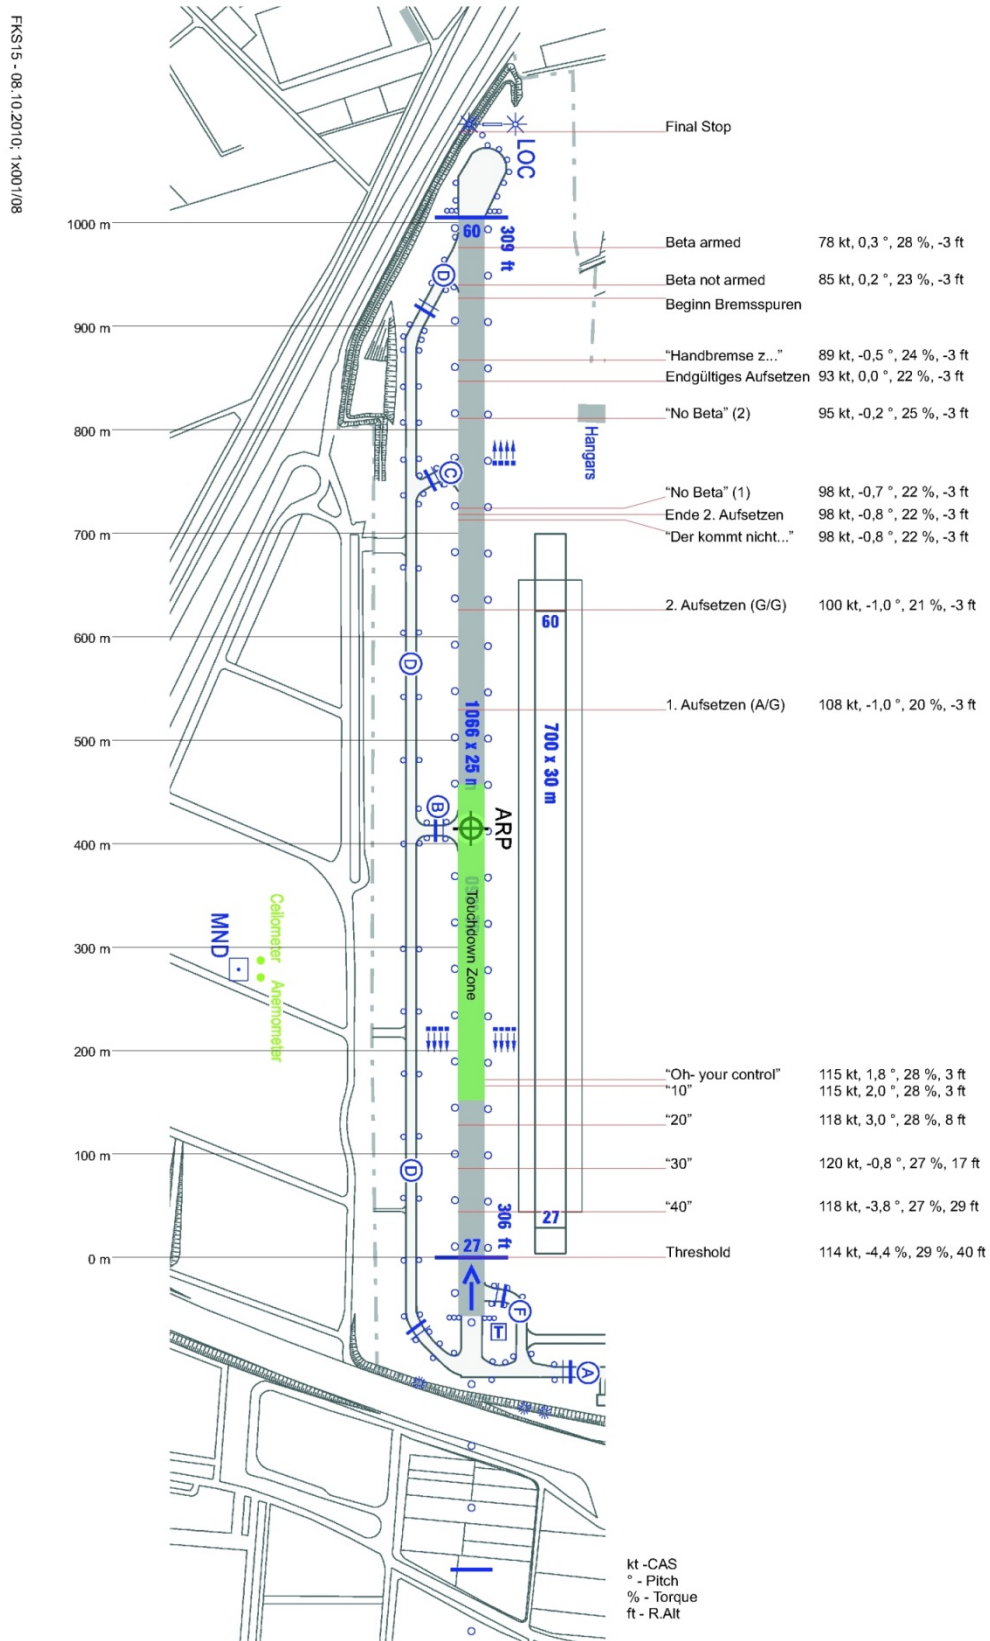 FKS15 - 08.10.2010; 1x001/08
Final Stop
LOC
1000 m
60
309 ft
Beta armed 78 kt, 0,3 °, 28 %, -3 ft
D
Beta not armed 85 kt, 0,2 °, 23 %, -3 ft
Beginn Bremsspuren
900 m
"Handbremse z..." 89 kt, -0,5 °, 24 %, -3 ft
Endgültiges Aufsetzen 93 kt, 0,0 °, 22 %, -3 ft
"No Beta" (2) 95 kt, -0,2 °, 25 %, -3 ft
800 m
Hangars
C
"No Beta" (1) 98 kt, -0,7 °, 22 %, -3 ft
Ende 2. Aufsetzen 98 kt, -0,8 °, 22 %, -3 ft
"Der kommt nicht..." 98 kt, -0,8 °, 22 %, -3 ft
700 m
2. Aufsetzen (G/G) 100 kt, -1,0 °, 21 %, -3 ft
60
600 m
D
1. Aufsetzen (A/G) 108 kt, -1,0 °, 20 %, -3 ft
1066 x 25
700 x 30 m
500 m
B
ARP
400 m
Touchdown Zone
MND
Ceilometer
Anemometer
300 m
200 m
"Oh- your control" 115 kt, 1,8 °, 28 %, 3 ft
"10" 115 kt, 2,0 °, 28 %, 3 ft
"20" 118 kt, 3,0 °, 28 %, 8 ft
100 m
D
"30" 120 kt, -0,8 °, 27 %, 17 ft
"40" 118 kt, -3,8 °, 27 %, 29 ft
306 ft
27
27
0 m
Threshold 114 kt, -4,4 %, 29 %, 40 ft
F
T
A
kt -CAS
° - Pitch
% - Torque
ft - R.Alt